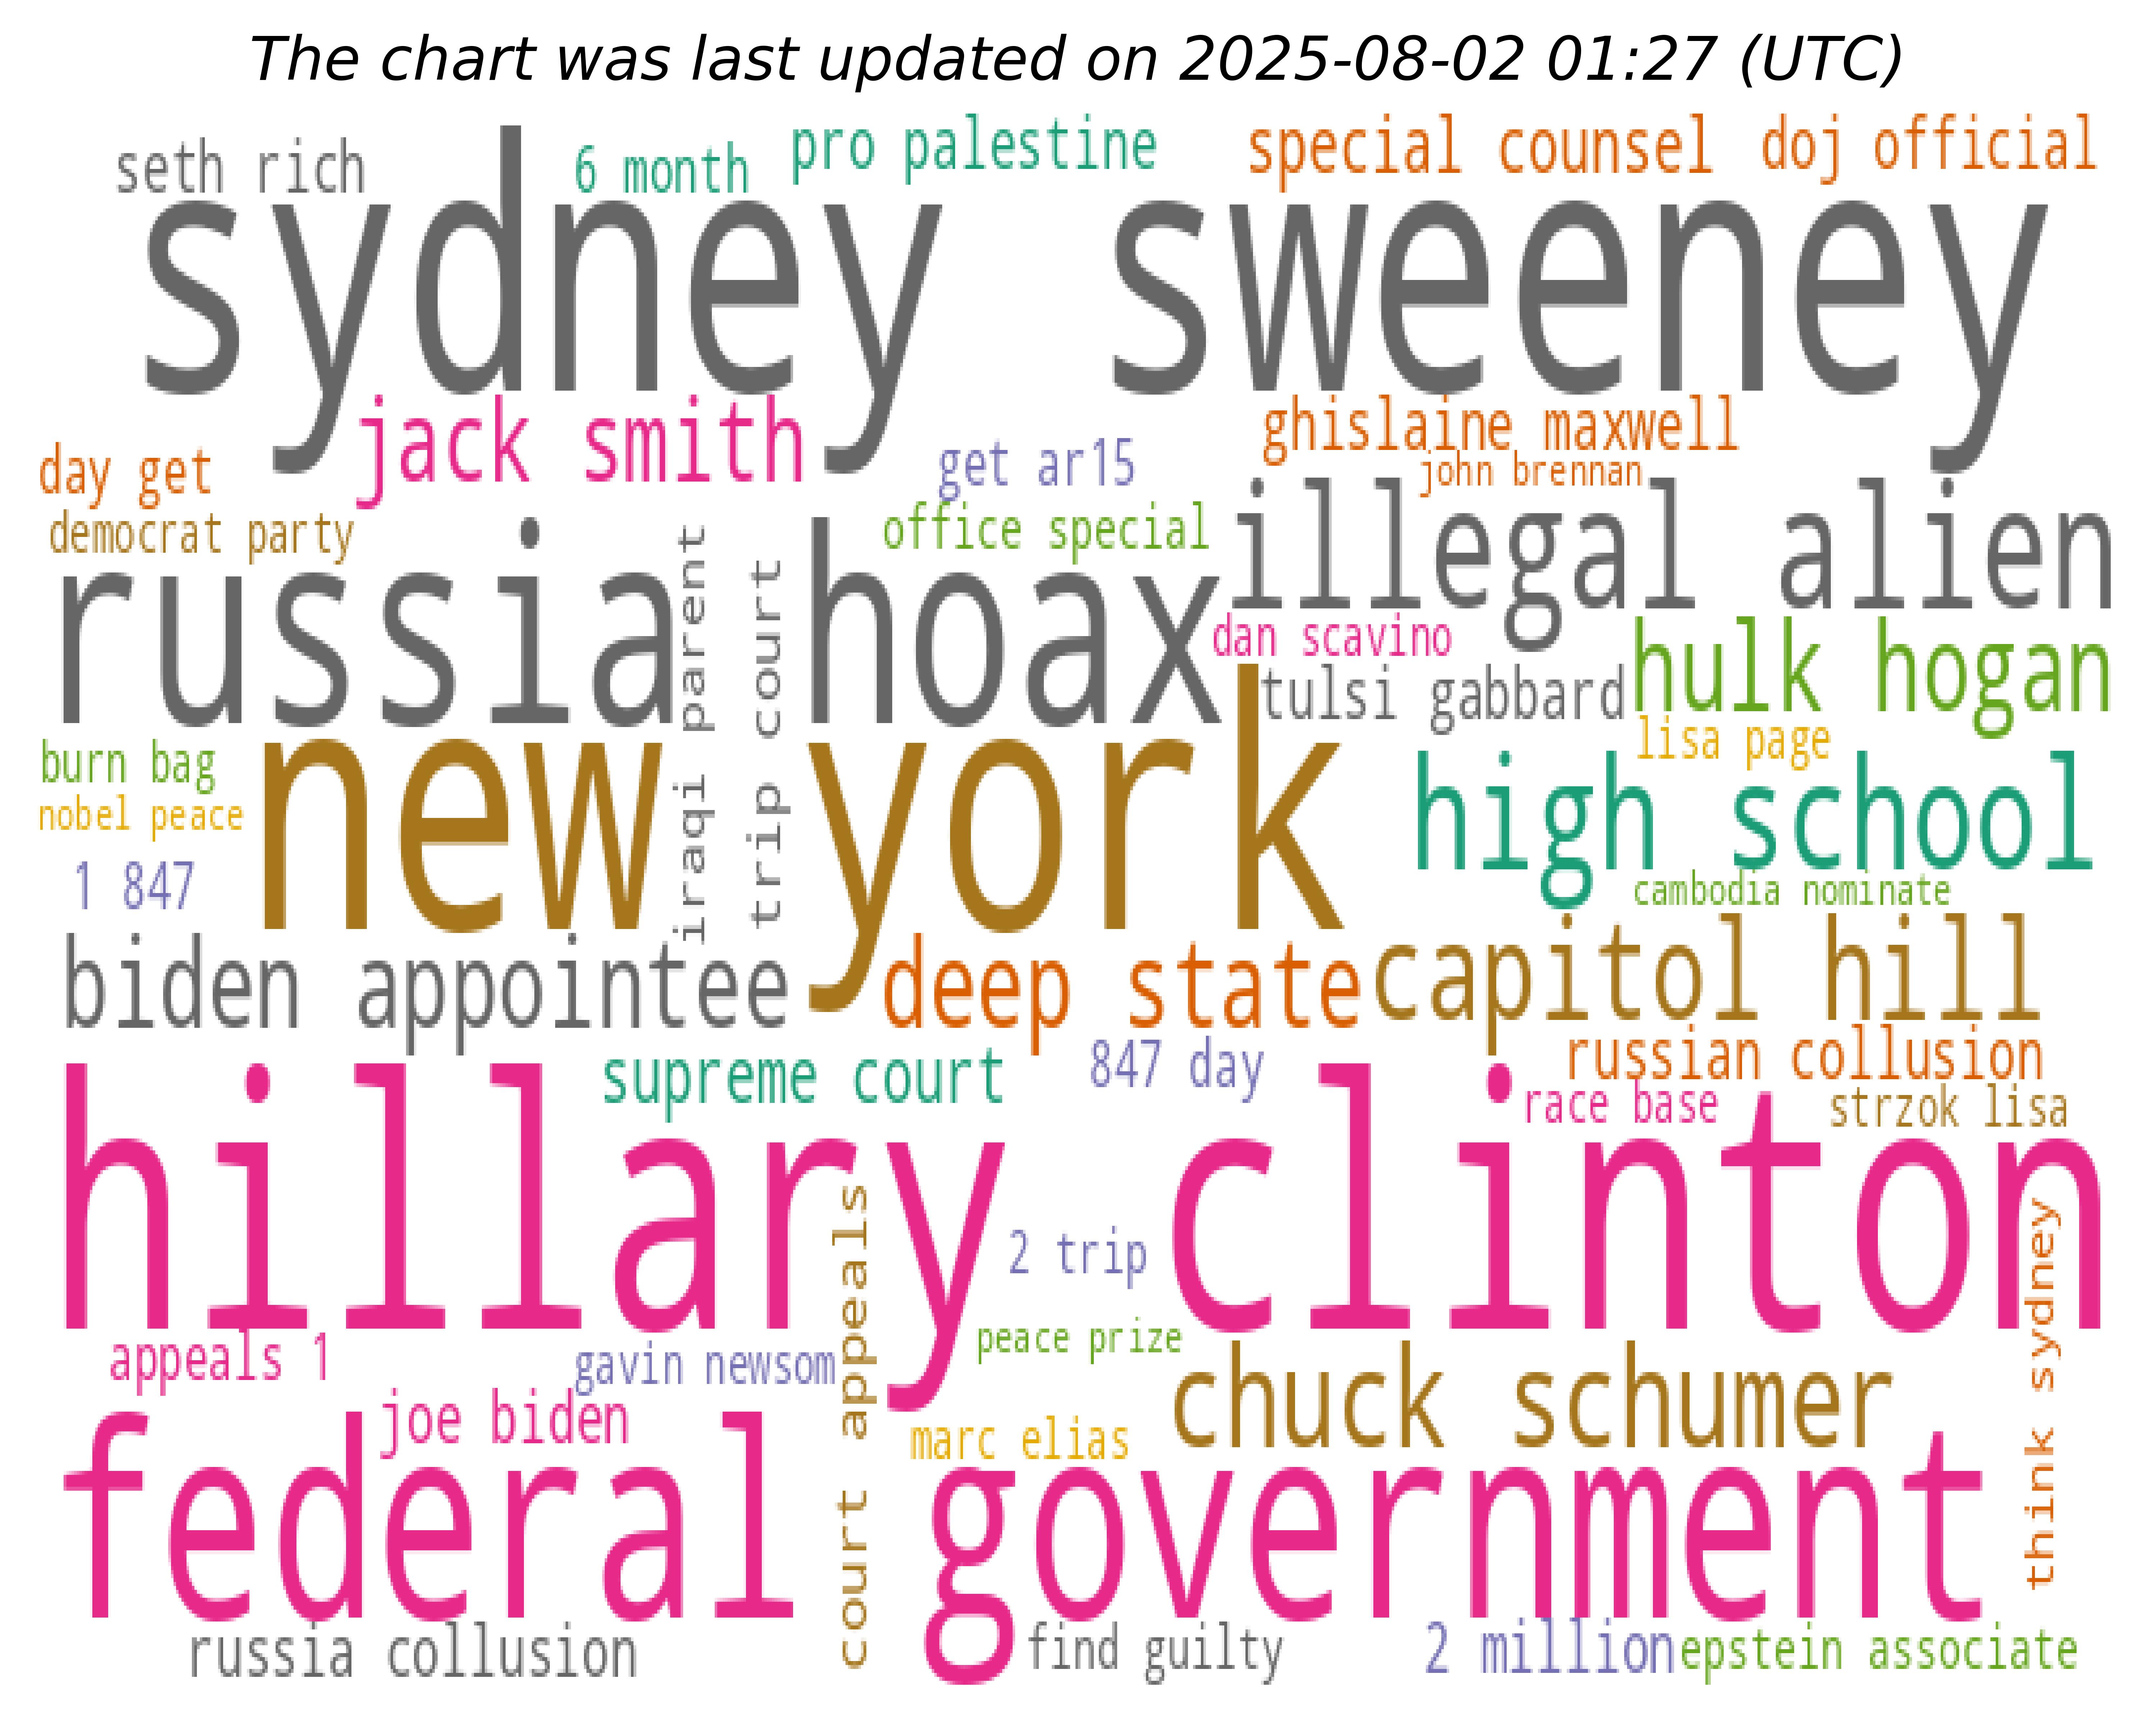 The chart was last updated on 2025-08-02 01:27 (UTC)
seth rich
6 month
pro palestine
special counsel
doj official
sydney sweeney
jack smith
ghislaine maxwell
day get
get ar15
john brennan
democrat party
office special
illegal alien
russia hoax
iraqi parent
trip court
dan scavino
hulk hogan
tulsi gabbard
lisa page
burn bag
new york
high school
nobel peace
1 847
cambodia nominate
biden appointee
deep state
capitol hill
supreme court
847 day
russian collusion
race base
strzok lisa
hillary clinton
2 trip
court appeals
think sydney
appeals 1
gavin newsom
peace prize
chuck schumer
joe biden
marc elias
federal government
russia collusion
find guilty
2 million
epstein associate